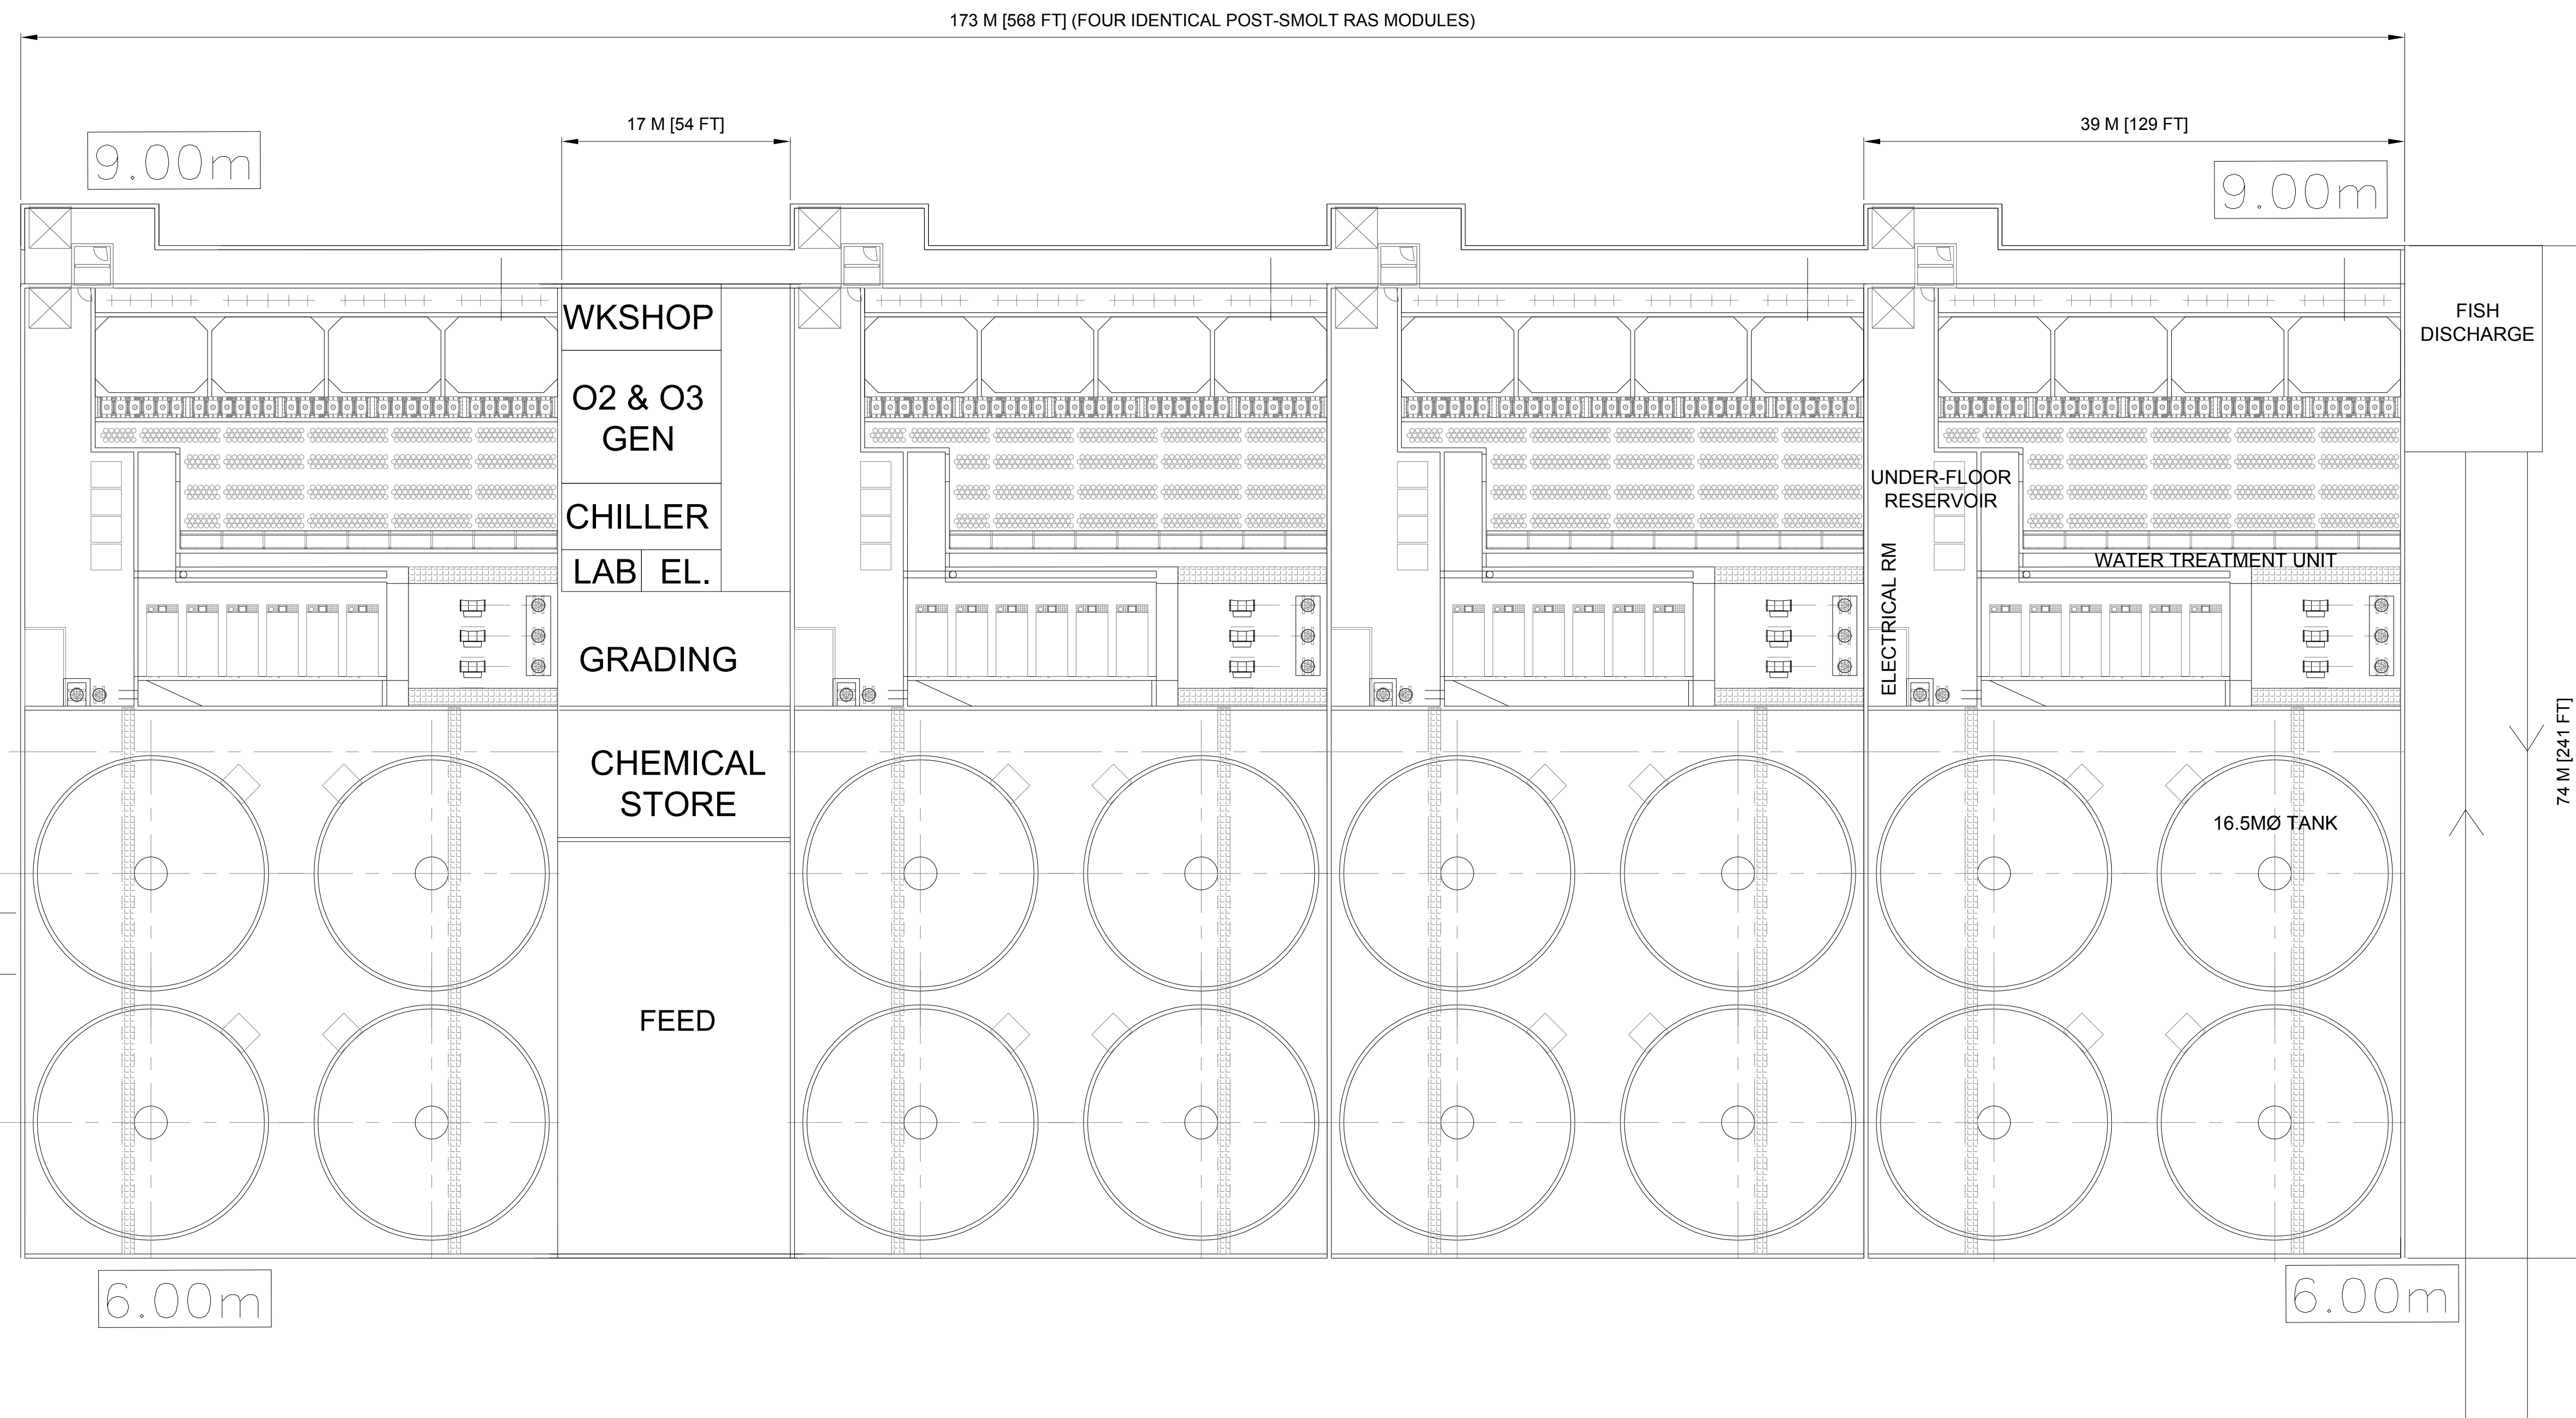 173 M [568 FT] (FOUR IDENTICAL POST-SMOLT RAS MODULES)
17 M [54 FT]
39 M [129 FT]
9.00m
9.00m
WKSHOP
O2 & O3
GEN
CHILLER
LAB
EL.
GRADING
CHEMICAL
STORE
FEED
UNDER-FLOOR
RESERVOIR
ELECTRICAL RM
WATER TREATMENT UNIT
16.5MØ TANK
FISH
DISCHARGE
74 M [241 FT]
6.00m
6.00m